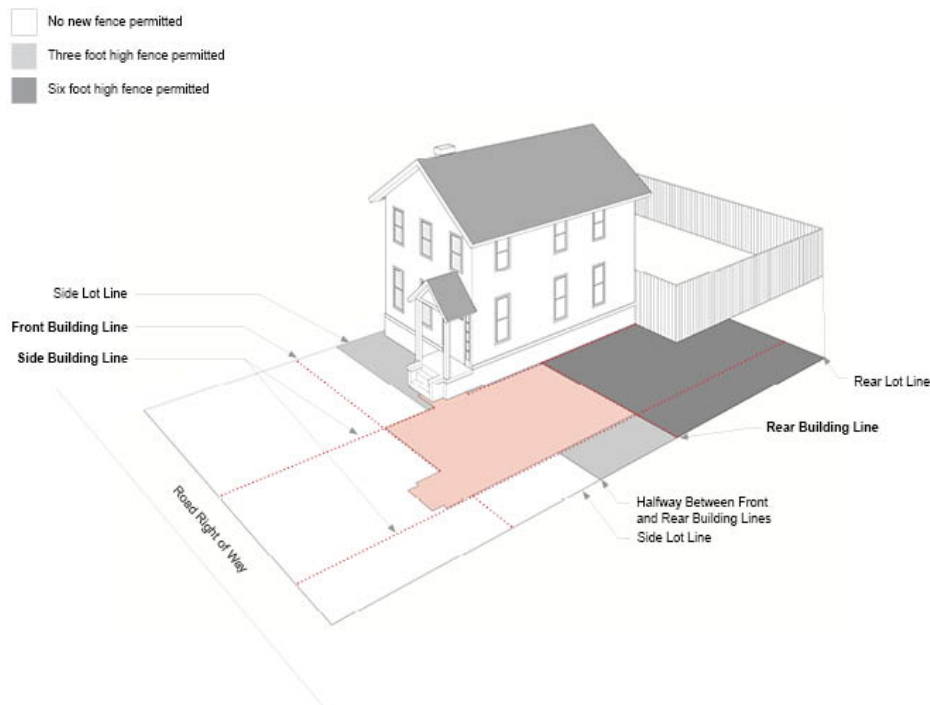 No new fence permitted
Three foot high fence permitted
Six foot high fence permitted
Side Lot Line
Front Building Line
Side Building Line
Rear Lot Line
Rear Building Line
Halfway Between Front
and Rear Building Lines
Side Lot Line
Road Right of Way